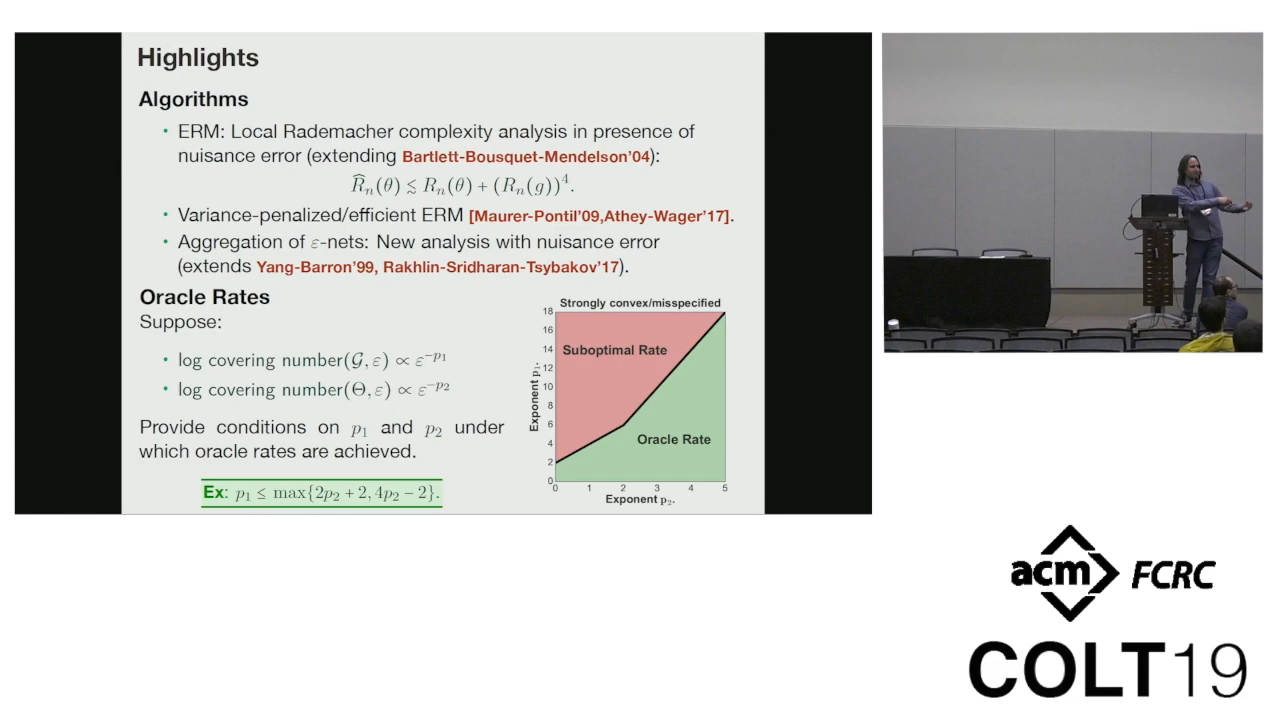 Highlights
Algorithms
• ERM: Local Rademacher complexity analysis in presence of
nuisance error (extending Bartlett-Bousquet-Mendelson'04):
R̂ₙ(θ) ≲ Rₙ(θ) + (Rₙ(g))⁴.
• Variance-penalized/efficient ERM [Maurer-Pontil'09,Athey-Wager'17].
• Aggregation of ε-nets: New analysis with nuisance error
(extends Yang-Barron'99, Rakhlin-Sridharan-Tsybakov'17).
Oracle Rates
Suppose:
• log covering number(𝒢, ε) ∝ ε^{-p₁}
• log covering number(Θ, ε) ∝ ε^{-p₂}
Provide conditions on p₁ and p₂ under
which oracle rates are achieved.
Ex: p₁ ≤ max{2p₂ + 2, 4p₂ − 2}.
Strongly convex/misspecified
18
16
14
12
10
8
6
4
2
0
Exponent p₁.
Suboptimal Rate
Oracle Rate
0 1 2 3 4 5
Exponent p₂.
acm FCRC
COLT19